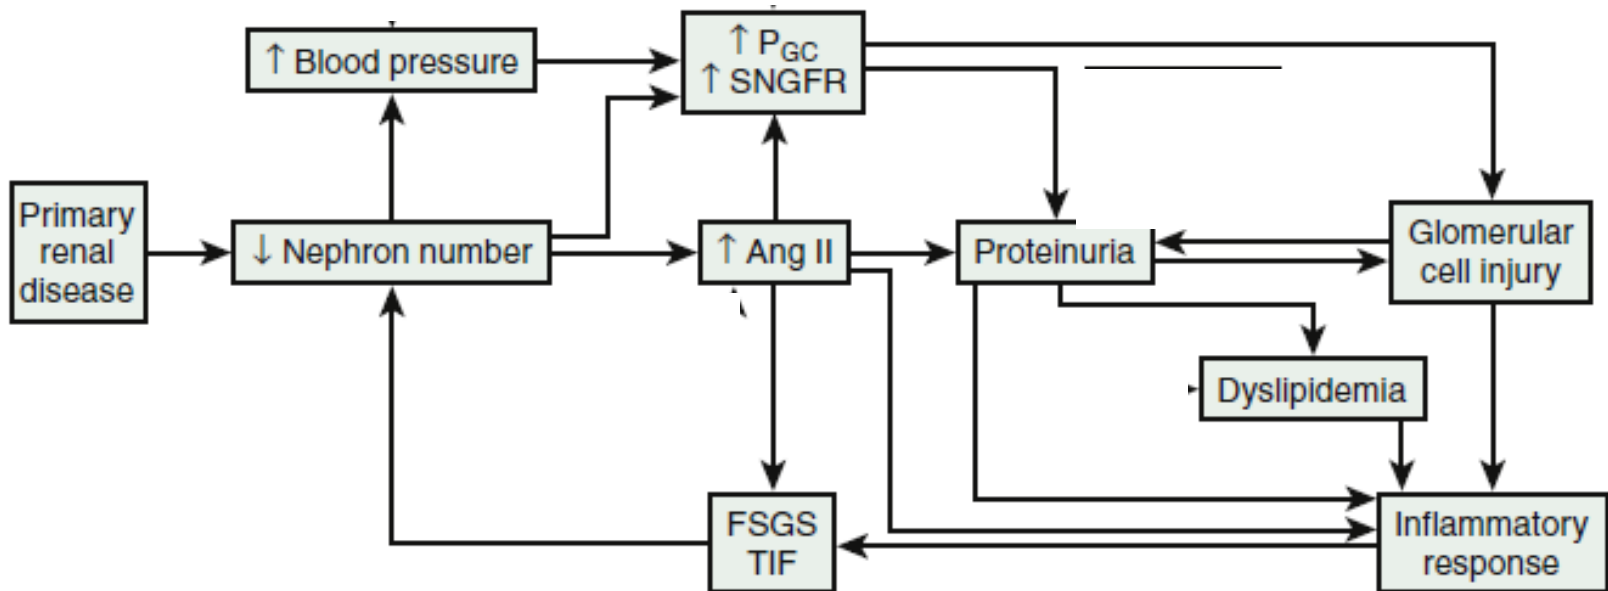 ↑ Blood pressure
↑ PGC
↑ SNGFR
Primary
renal
disease
↓ Nephron number
↑ Ang II
Proteinuria
Glomerular
cell injury
Dyslipidemia
FSGS
TIF
Inflammatory
response